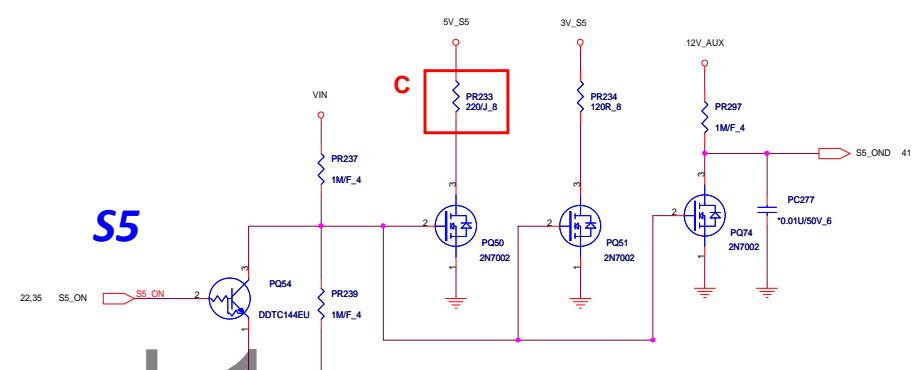 5V_S5
3V_S5
12V_AUX
C
PR233
220/J_8
PR234
120R_8
VIN
PR297
1M/F_4
S5_OND 41
PR237
1M/F_4
3
3
3
PC277
*0.01U/50V_6
S5
2
2
2
PQ50
2N7002
PQ51
2N7002
PQ74
2N7002
1
1
1
3
PQ54
DDTC144EU
22,35 S5_ON
S5_ON
2
1
PR239
1M/F_4